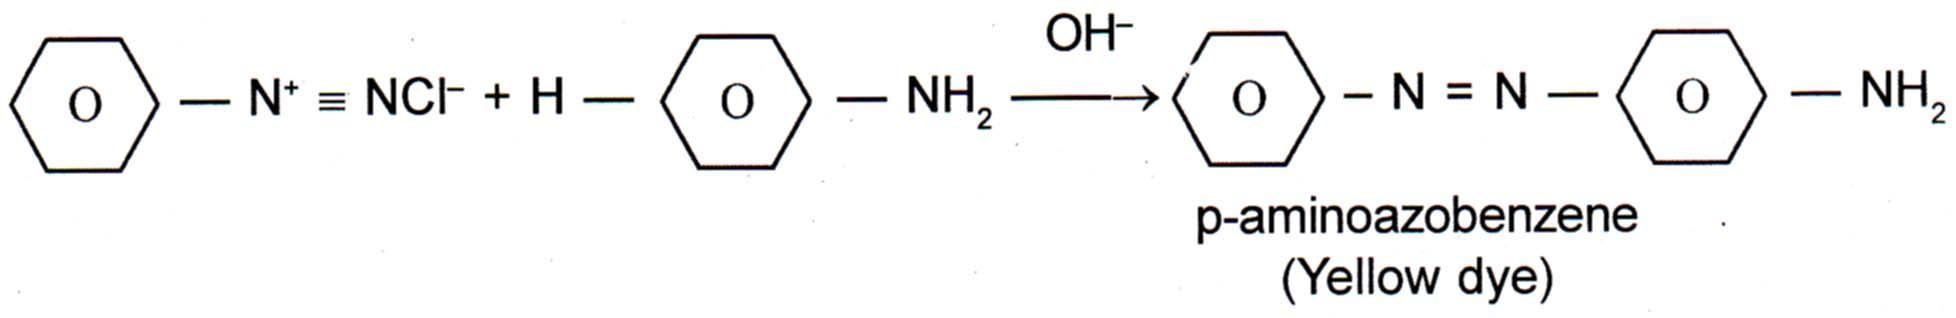 OH⁻
O — N⁺ ≡ NCl⁻ + H — O — NH₂ ⟶ O – N = N — O — NH₂
p-aminoazobenzene
(Yellow dye)